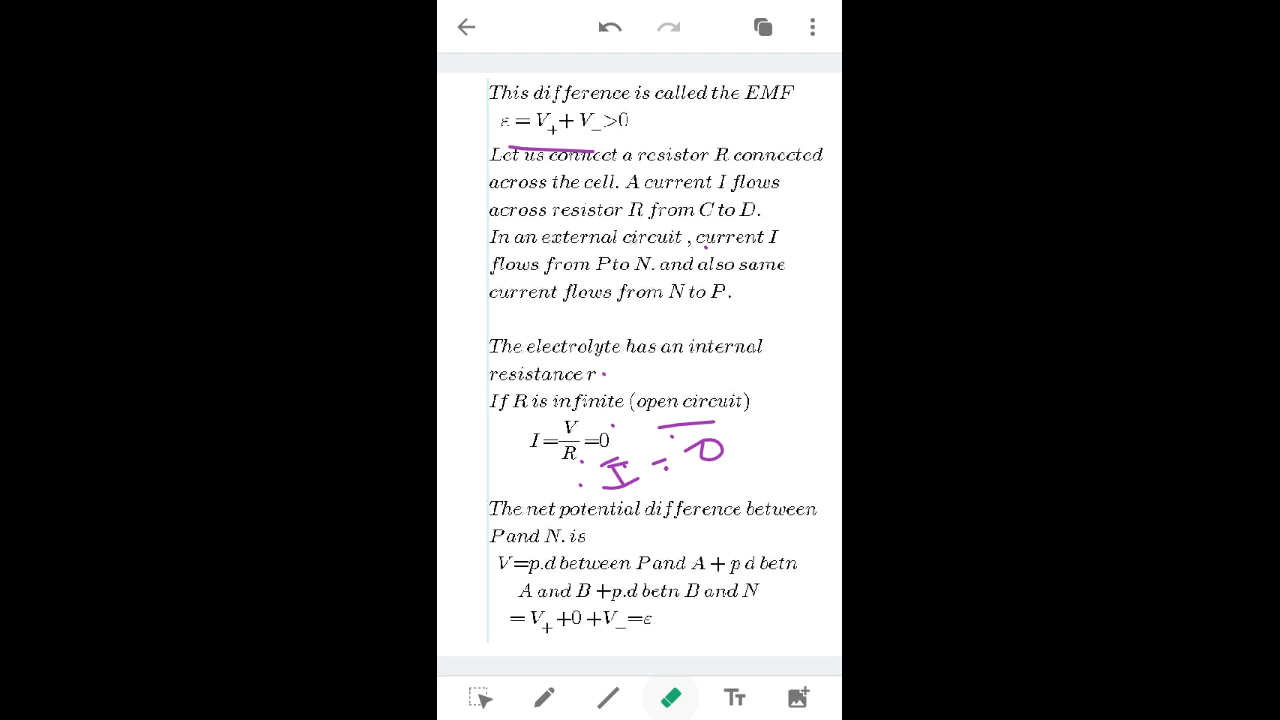 This difference is called the EMF
ε = V₊ + V₋ >0
Let us connect a resistor R connected
across the cell. A current I flows
across resistor R from C to D.
In an external circuit , current I
flows from P to N. and also same
current flows from N to P.
The electrolyte has an internal
resistance r
If R is infinite (open circuit)
I = V/R = 0
I = 0
The net potential difference between
P and N. is
V=p.d between P and A + p d betn
A and B +p.d betn B and N
= V₊ +0 +V₋ =ε
TT